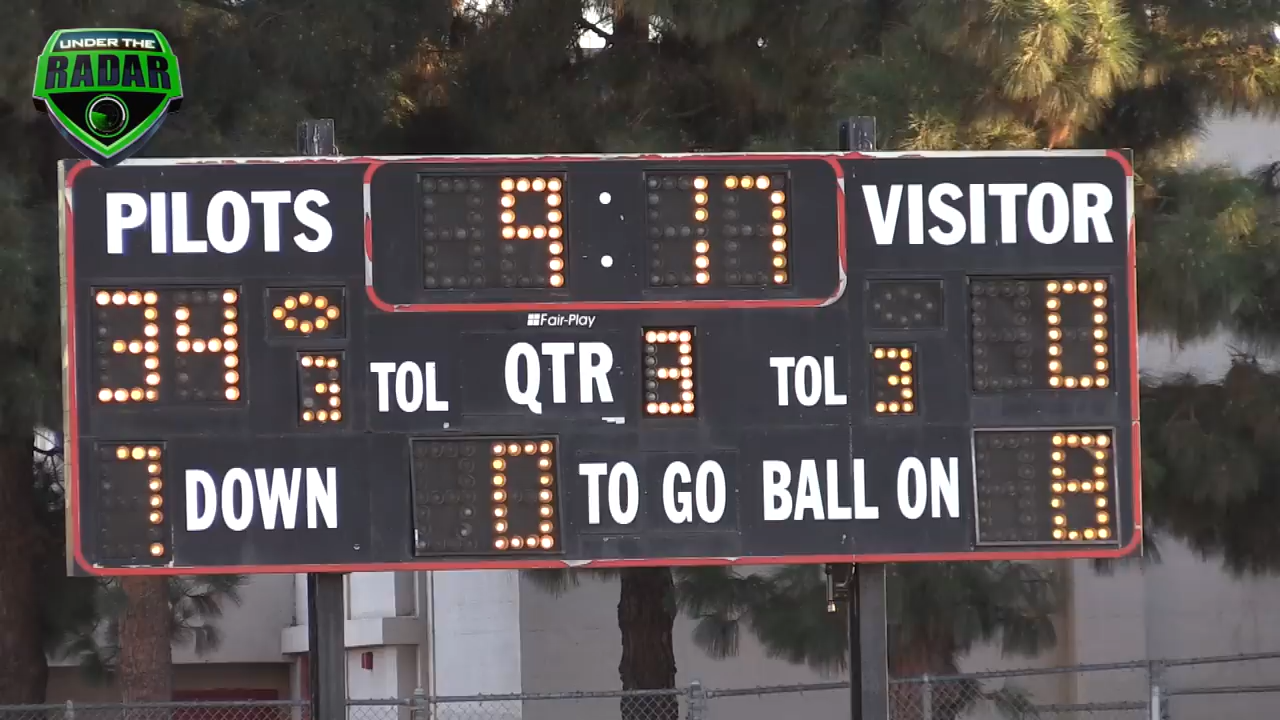 UNDER THE
RADAR
PILOTS 9:17 VISITOR
34 0
Fair-Play
3 TOL QTR TOL 3
7 DOWN 0 TO GO BALL ON 8